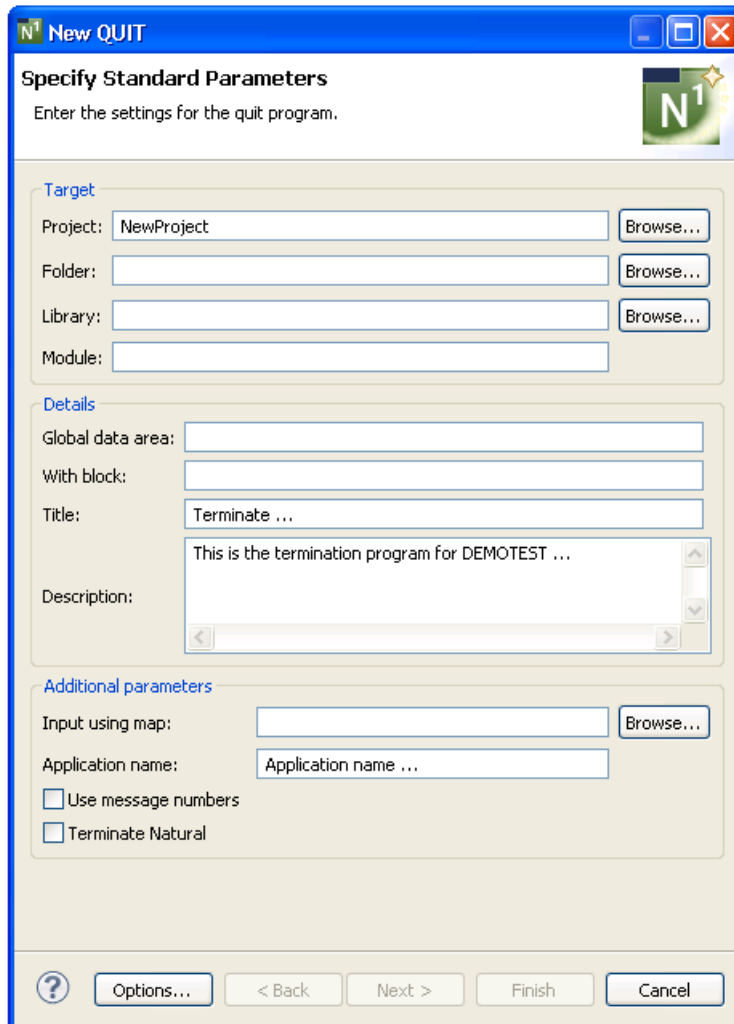 N1 New QUIT
Specify Standard Parameters
Enter the settings for the quit program.
N1
Target
Project: NewProject Browse...
Folder: Browse...
Library: Browse...
Module:
Details
Global data area:
With block:
Title: Terminate ...
Description: This is the termination program for DEMOTEST ...
Additional parameters
Input using map: Browse...
Application name: Application name ...
Use message numbers
Terminate Natural
? Options... < Back Next > Finish Cancel